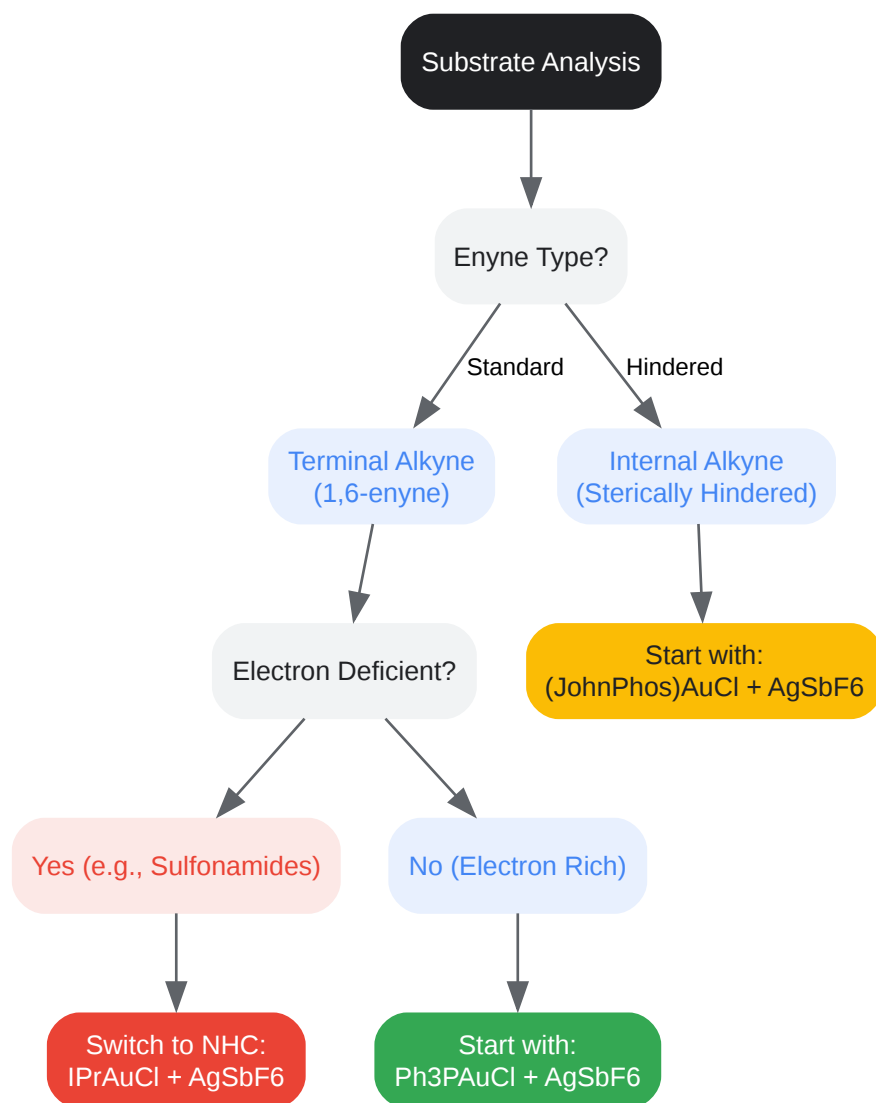 Substrate Analysis
Enyne Type?
Standard
Hindered
Terminal Alkyne
(1,6-enyne)
Internal Alkyne
(Sterically Hindered)
Electron Deficient?
Start with:
(JohnPhos)AuCl + AgSbF6
Yes (e.g., Sulfonamides)
No (Electron Rich)
Switch to NHC:
IPrAuCl + AgSbF6
Start with:
Ph3PAuCl + AgSbF6